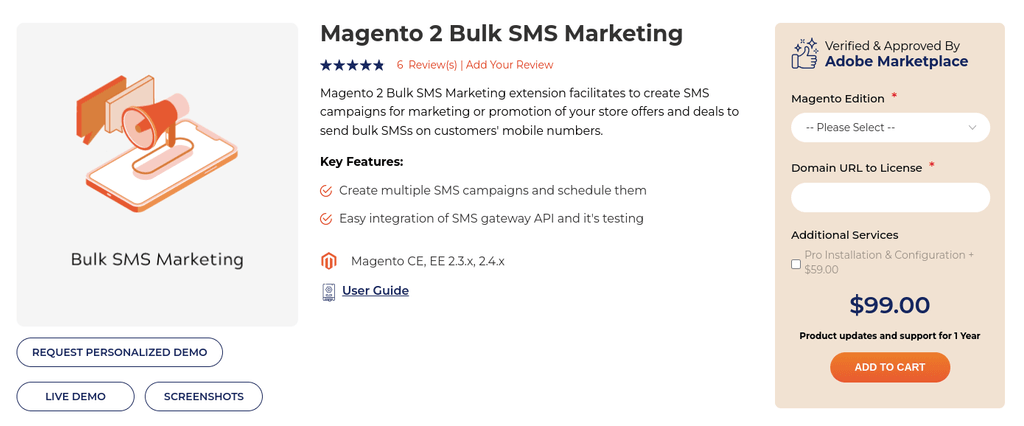 Bulk SMS Marketing
REQUEST PERSONALIZED DEMO
LIVE DEMO
SCREENSHOTS
Magento 2 Bulk SMS Marketing
6 Review(s) | Add Your Review
Magento 2 Bulk SMS Marketing extension facilitates to create SMS
campaigns for marketing or promotion of your store offers and deals to
send bulk SMSs on customers' mobile numbers.
Key Features:
Create multiple SMS campaigns and schedule them
Easy integration of SMS gateway API and it's testing
Magento CE, EE 2.3.x, 2.4.x
User Guide
Verified & Approved By
Adobe Marketplace
Magento Edition *
-- Please Select --
Domain URL to License *
Additional Services
Pro Installation & Configuration +
$59.00
$99.00
Product updates and support for 1 Year
ADD TO CART